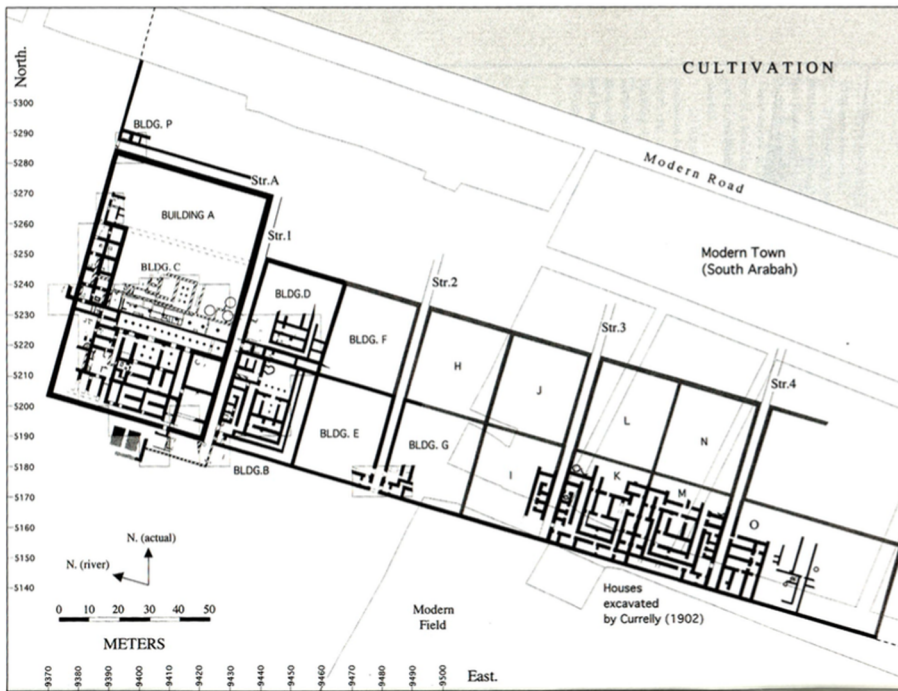 CULTIVATION
North.
5300
5290
5280
5270
5260
5250
5240
5230
5220
5210
5200
5190
5180
5170
5160
5150
5140
BLDG. P
Str.A
BUILDING A
Str.1
BLDG. C
BLDG.D
Str.2
BLDG. F
Modern Road
Modern Town
(South Arabah)
Str.3
H
J
Str.4
L
N
BLDG.B
BLDG. E
BLDG. G
I
K
M
O
N. (actual)
N. (river)
0 10 20 30 40 50
METERS
Modern
Field
Houses
excavated
by Currelly (1902)
9370
9380
9390
9400
9410
9420
9430
9440
9450
9460
9470
9480
9490
9500
East.